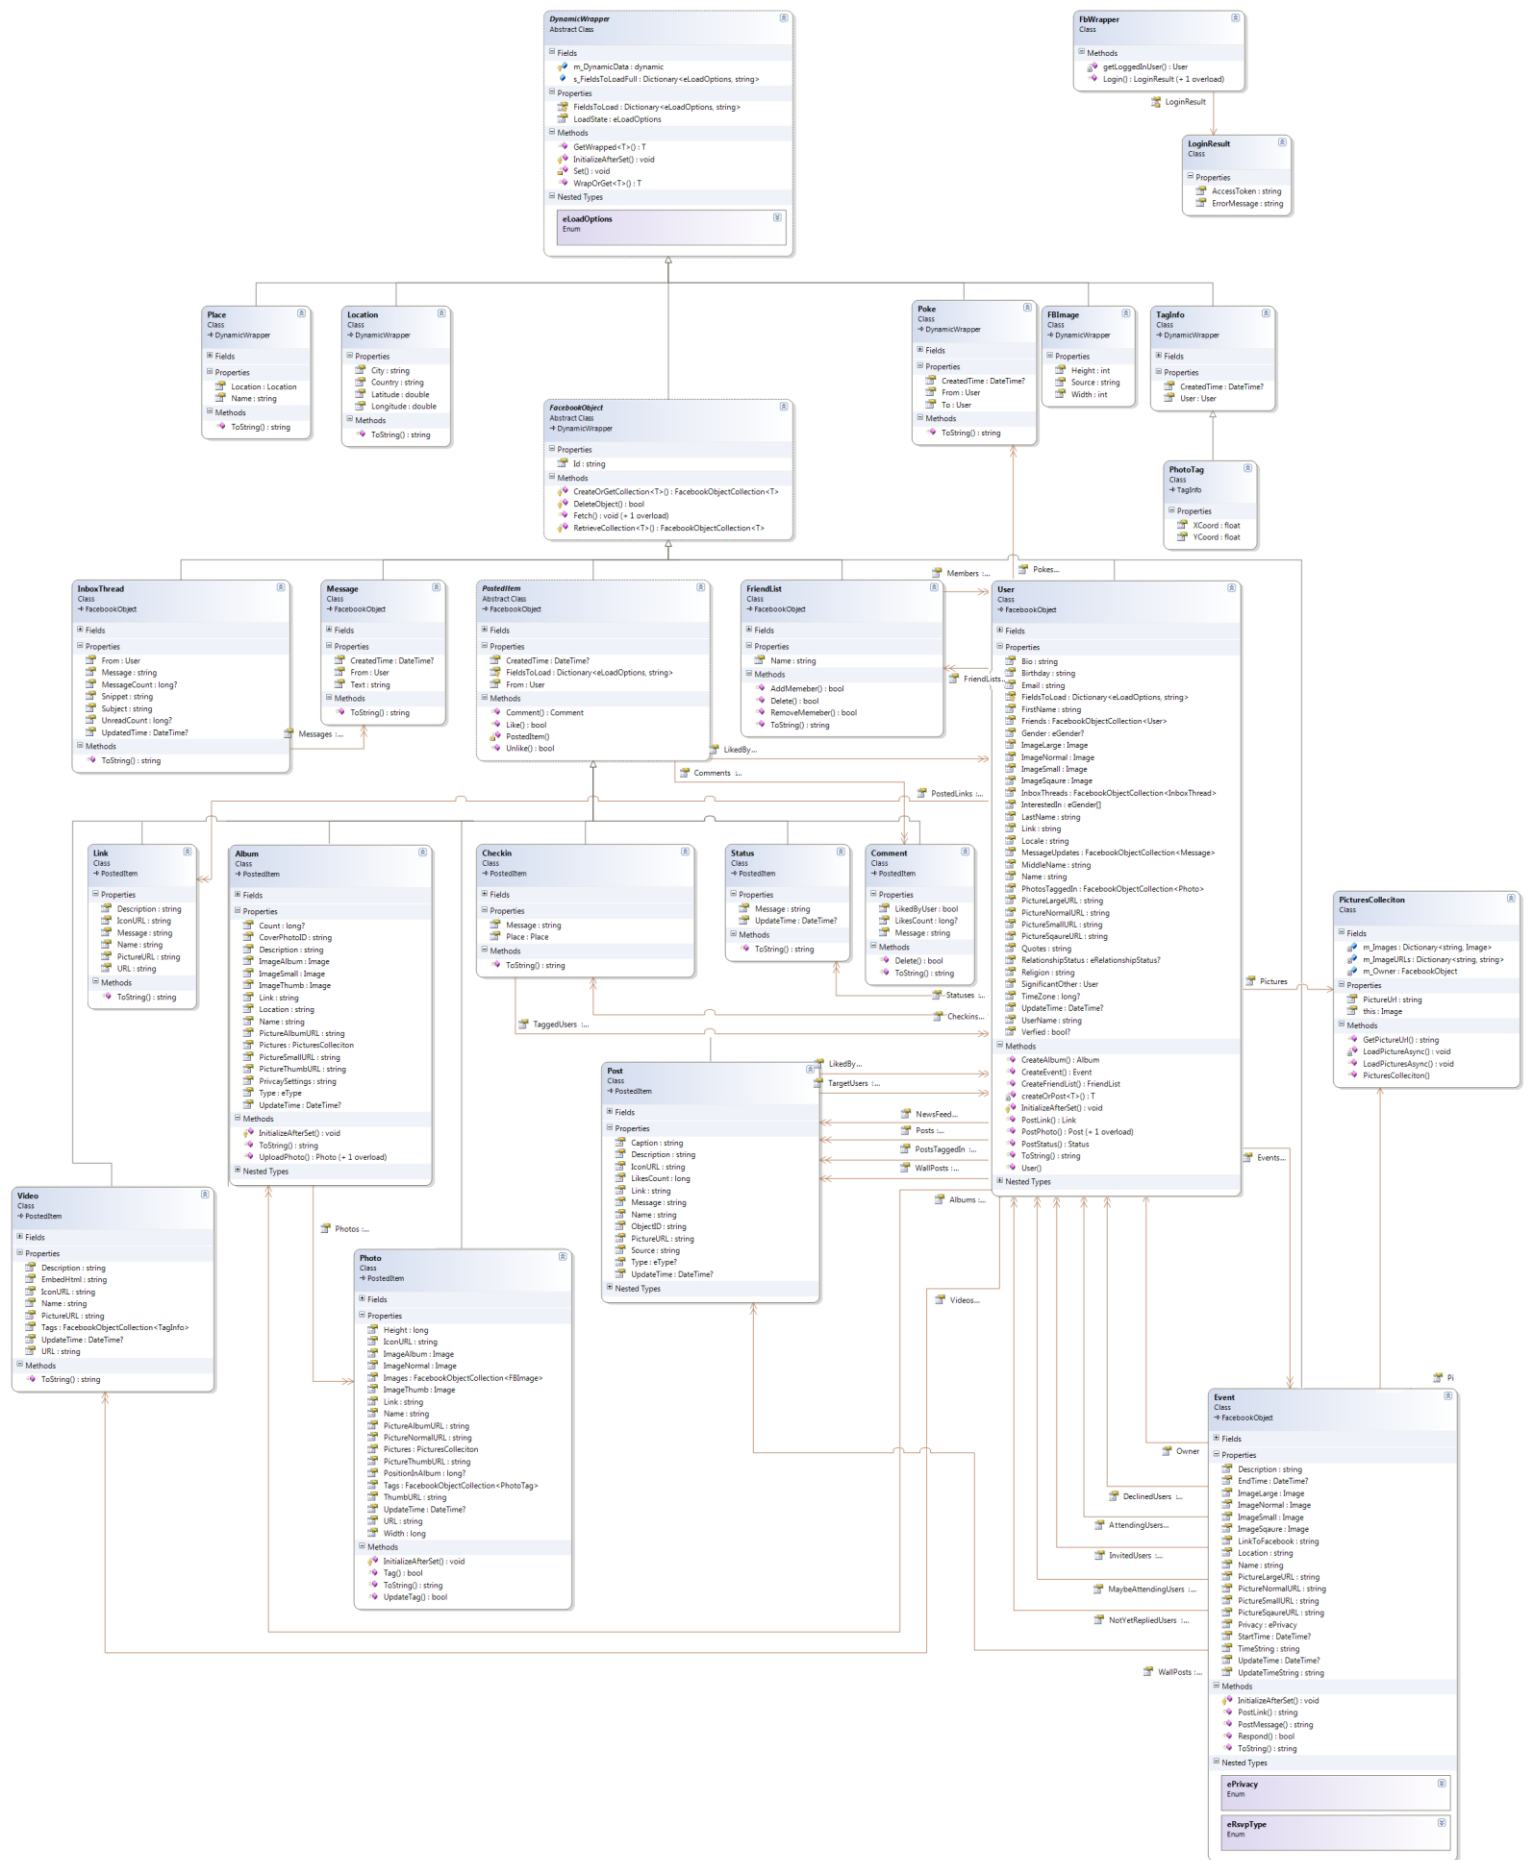 DynamicWrapper
Abstract Class
Fields
m_DynamicData : dynamic
s_FieldsToLoadFull : Dictionary<eLoadOptions, string>
Properties
FieldsToLoad : Dictionary<eLoadOptions, string>
LoadState : eLoadOptions
Methods
GetWrapped<T>() : T
InitializeAfterSet() : void
Set() : void
WrapOrGet<T>() : T
Nested Types
eLoadOptions
Enum
FbWrapper
Class
Methods
getLoggedInUser() : User
Login() : LoginResult (+ 1 overload)
LoginResult
LoginResult
Class
Properties
AccessToken : string
ErrorMessage : string
Place
Class
DynamicWrapper
Fields
Properties
Location : Location
Name : string
Methods
ToString() : string
Location
Class
DynamicWrapper
Properties
City : string
Country : string
Latitude : double
Longitude : double
Methods
ToString() : string
Poke
Class
DynamicWrapper
Fields
Properties
CreatedTime : DateTime?
From : User
To : User
Methods
ToString() : string
FBImage
Class
DynamicWrapper
Properties
Height : int
Source : string
Width : int
TagInfo
Class
DynamicWrapper
Fields
Properties
CreatedTime : DateTime?
User : User
FacebookObject
Abstract Class
DynamicWrapper
Properties
Id : string
Methods
CreateOrGetCollection<T>() : FacebookObjectCollection<T>
DeleteObject() : bool
Fetch() : void (+ 1 overload)
RetrieveCollection<T>() : FacebookObjectCollection<T>
PhotoTag
Class
TagInfo
Properties
XCoord : float
YCoord : float
InboxThread
Class
FacebookObject
Fields
Properties
From : User
Message : string
MessageCount : long?
Snippet : string
Subject : string
UnreadCount : long?
UpdatedTime : DateTime?
Methods
ToString() : string
Messages :...
Message
Class
FacebookObject
Fields
Properties
CreatedTime : DateTime?
From : User
Text : string
Methods
ToString() : string
PostedItem
Abstract Class
FacebookObject
Fields
Properties
CreatedTime : DateTime?
FieldsToLoad : Dictionary<eLoadOptions, string>
From : User
Methods
Comment() : Comment
Like() : bool
PostedItem()
Unlike() : bool
FriendList
Class
FacebookObject
Fields
Properties
Name : string
Methods
AddMemeber() : bool
Delete() : bool
RemoveMemeber() : bool
ToString() : string
Members :...
Pokes...
FriendLists...
LikedBy...
Comments :...
PostedLinks :...
User
Class
FacebookObject
Fields
Properties
Bio : string
Birthday : string
Email : string
FieldsToLoad : Dictionary<eLoadOptions, string>
FirstName : string
Friends : FacebookObjectCollection<User>
Gender : eGender?
ImageLarge : Image
ImageNormal : Image
ImageSmall : Image
ImageSqaure : Image
InboxThreads : FacebookObjectCollection<InboxThread>
InterestedIn : eGender[]
LastName : string
Link : string
Locale : string
MessageUpdates : FacebookObjectCollection<Message>
MiddleName : string
Name : string
PhotosTaggedIn : FacebookObjectCollection<Photo>
PictureLargeURL : string
PictureNormalURL : string
PictureSmallURL : string
PictureSqaureURL : string
Quotes : string
RelationshipStatus : eRelationshipStatus?
Religion : string
SignificantOther : User
TimeZone : long?
UpdateTime : DateTime?
UserName : string
Verfied : bool?
Methods
CreateAlbum() : Album
CreateEvent() : Event
CreateFriendList() : FriendList
createOrPost<T>() : T
InitializeAfterSet() : void
PostLink() : Link
PostPhoto() : Post (+ 1 overload)
PostStatus() : Status
ToString() : string
User()
Nested Types
Link
Class
PostedItem
Properties
Description : string
IconURL : string
Message : string
Name : string
PictureURL : string
URL : string
Methods
ToString() : string
Album
Class
PostedItem
Fields
Properties
Count : long?
CoverPhotoID : string
Description : string
ImageAlbum : Image
ImageSmall : Image
ImageThumb : Image
Link : string
Location : string
Name : string
PictureAlbumURL : string
Pictures : PicturesColleciton
PictureSmallURL : string
PictureThumbURL : string
PrivcaySettings : string
Type : eType
UpdateTime : DateTime?
Methods
InitializeAfterSet() : void
ToString() : string
UploadPhoto() : Photo (+ 1 overload)
Nested Types
Checkin
Class
PostedItem
Fields
Properties
Message : string
Place : Place
Methods
ToString() : string
Status
Class
PostedItem
Properties
Message : string
UpdateTime : DateTime?
Methods
ToString() : string
Comment
Class
PostedItem
Properties
LikedByUser : bool
LikesCount : long?
Message : string
Methods
Delete() : bool
ToString() : string
Statuses :...
Checkins...
TaggedUsers :...
PicturesColleciton
Class
Fields
m_Images : Dictionary<string, Image>
m_ImageURLs : Dictionary<string, string>
m_Owner : FacebookObject
Properties
PictureUrl : string
this : Image
Methods
GetPictureUrl() : string
LoadPictureAsync() : void
LoadPicturesAsync() : void
PicturesColleciton()
Pictures
Post
Class
PostedItem
Fields
Properties
Caption : string
Description : string
IconURL : string
LikesCount : long
Link : string
Message : string
Name : string
ObjectID : string
PictureURL : string
Source : string
Type : eType?
UpdateTime : DateTime?
Nested Types
LikedBy...
TargetUsers :...
NewsFeed...
Posts :...
PostsTaggedIn :...
WallPosts :...
Albums :...
Events...
Video
Class
PostedItem
Fields
Properties
Description : string
EmbedHtml : string
IconURL : string
Name : string
PictureURL : string
Tags : FacebookObjectCollection<TagInfo>
UpdateTime : DateTime?
URL : string
Methods
ToString() : string
Photos :...
Photo
Class
PostedItem
Fields
Properties
Height : long
IconURL : string
ImageAlbum : Image
ImageNormal : Image
Images : FacebookObjectCollection<FBImage>
ImageThumb : Image
Link : string
Name : string
PictureAlbumURL : string
PictureNormalURL : string
Pictures : PicturesColleciton
PictureThumbURL : string
PositionInAlbum : long?
Tags : FacebookObjectCollection<PhotoTag>
ThumbURL : string
UpdateTime : DateTime?
URL : string
Width : long
Methods
InitializeAfterSet() : void
Tag() : bool
ToString() : string
UpdateTag() : bool
Videos...
Pi
Owner
DeclinedUsers :...
AttendingUsers...
InvitedUsers :...
MaybeAttendingUsers :...
NotYetRepliedUsers :...
WallPosts :...
Event
Class
FacebookObject
Fields
Properties
Description : string
EndTime : DateTime?
ImageLarge : Image
ImageNormal : Image
ImageSmall : Image
ImageSqaure : Image
LinkToFacebook : string
Location : string
Name : string
PictureLargeURL : string
PictureNormalURL : string
PictureSmallURL : string
PictureSqaureURL : string
Privacy : ePrivacy
StartTime : DateTime?
TimeString : string
UpdateTime : DateTime?
UpdateTimeString : string
Methods
InitializeAfterSet() : void
PostLink() : string
PostMessage() : string
Respond() : bool
ToString() : string
Nested Types
ePrivacy
Enum
eRsvpType
Enum